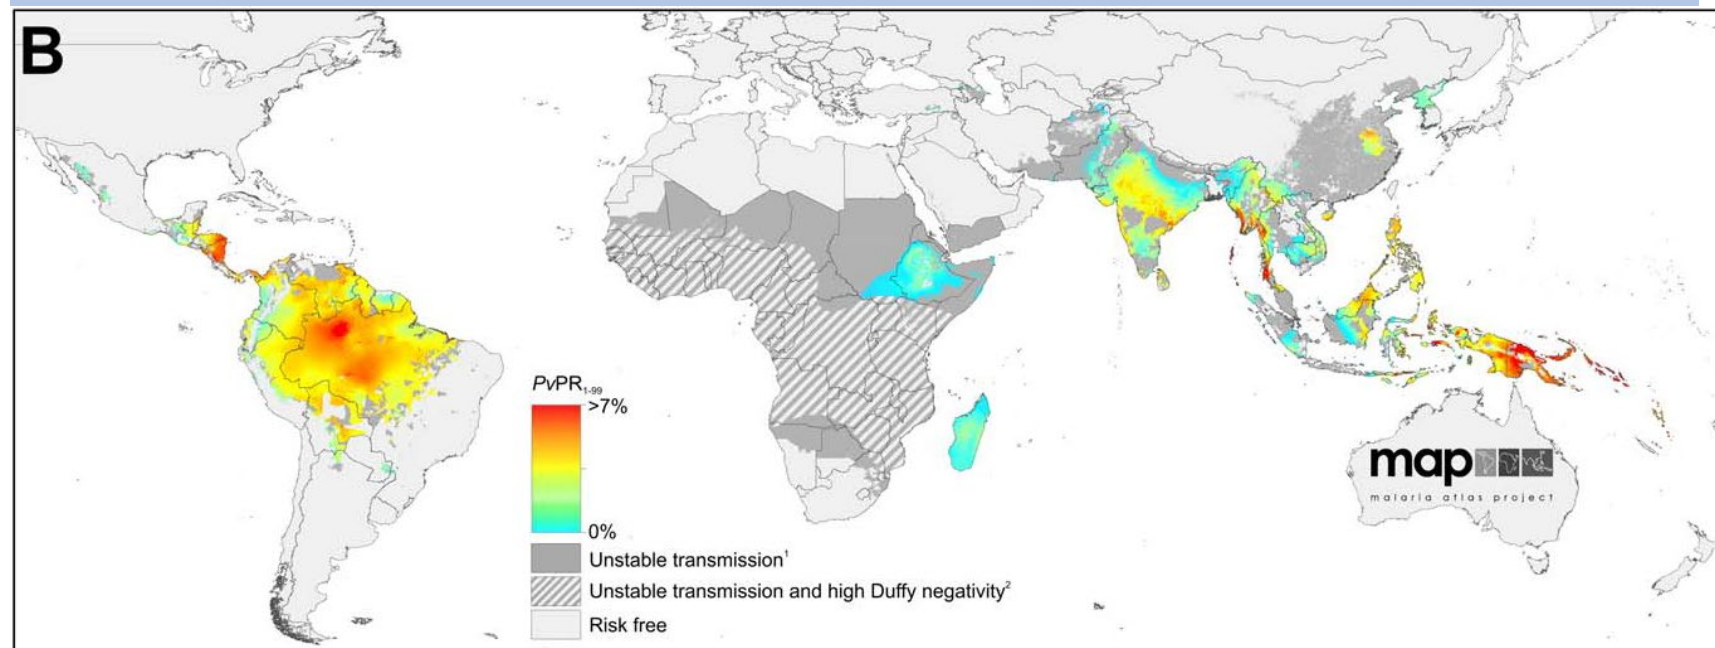 B
PvPR1-99
>7%
0%
Unstable transmission¹
Unstable transmission and high Duffy negativity²
Risk free
map
malaria atlas project